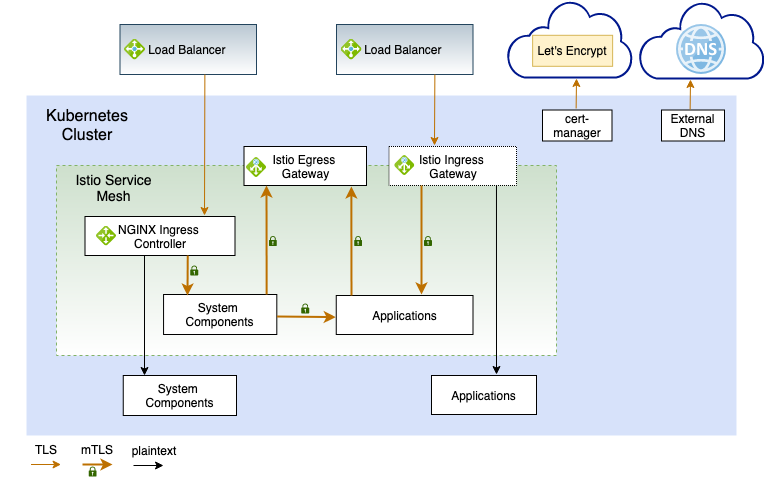 Load Balancer
Load Balancer
Let's Encrypt
DNS
Kubernetes
Cluster
cert-
manager
External
DNS
Istio Egress
Gateway
Istio Ingress
Gateway
Istio Service
Mesh
NGINX Ingress
Controller
System
Components
Applications
System
Components
Applications
TLS
mTLS
plaintext